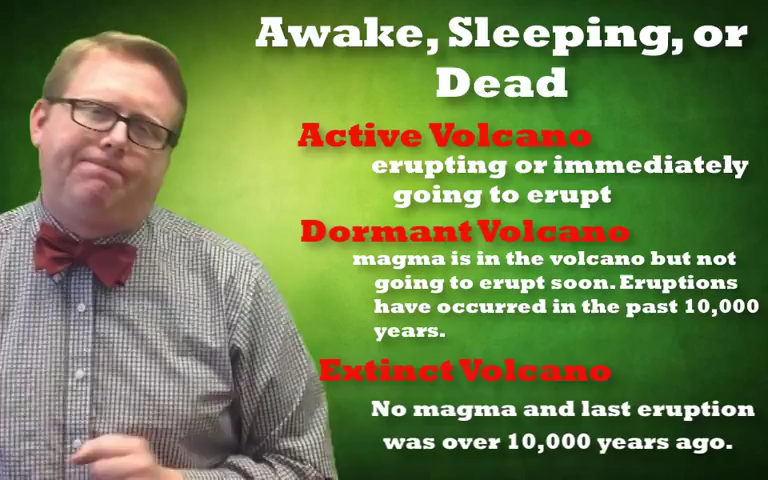 Awake, Sleeping, or
Dead
Active Volcano
erupting or immediately
going to erupt
Dormant Volcano
magma is in the volcano but not
going to erupt soon. Eruptions
have occurred in the past 10,000
years.
Extinct Volcano
No magma and last eruption
was over 10,000 years ago.